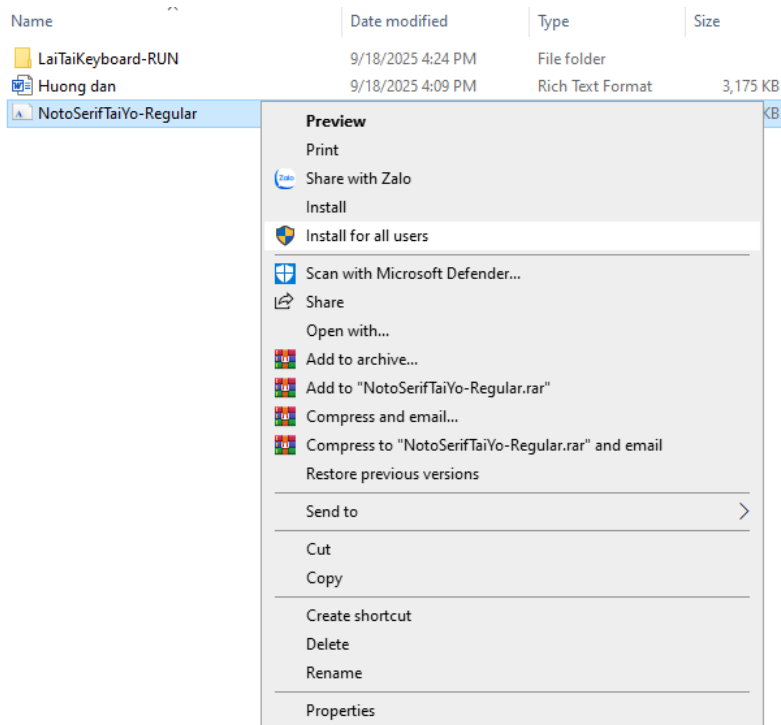 Name Date modified Type Size
LaiTaiKeyboard-RUN 9/18/2025 4:24 PM File folder
Huong dan 9/18/2025 4:09 PM Rich Text Format 3,175 KB
NotoSerifTaiYo-Regular KB
Preview
Print
Zalo Share with Zalo
Install
Install for all users
Scan with Microsoft Defender...
Share
Open with...
Add to archive...
Add to "NotoSerifTaiYo-Regular.rar"
Compress and email...
Compress to "NotoSerifTaiYo-Regular.rar" and email
Restore previous versions
Send to
Cut
Copy
Create shortcut
Delete
Rename
Properties